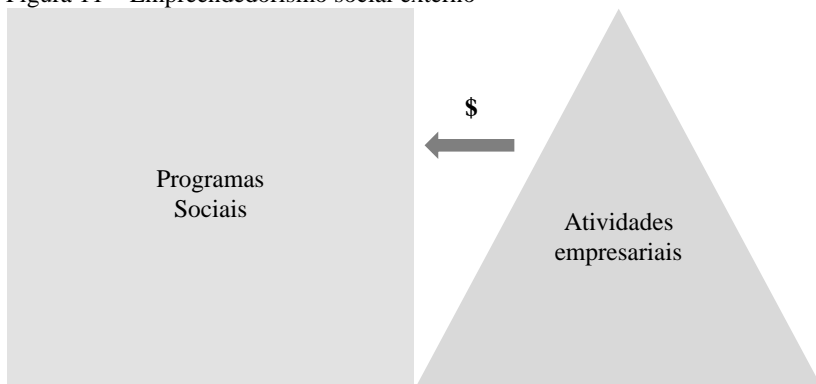 Figura 11 – Empreendedorismo social externo
$
Programas
Sociais
Atividades
empresariais